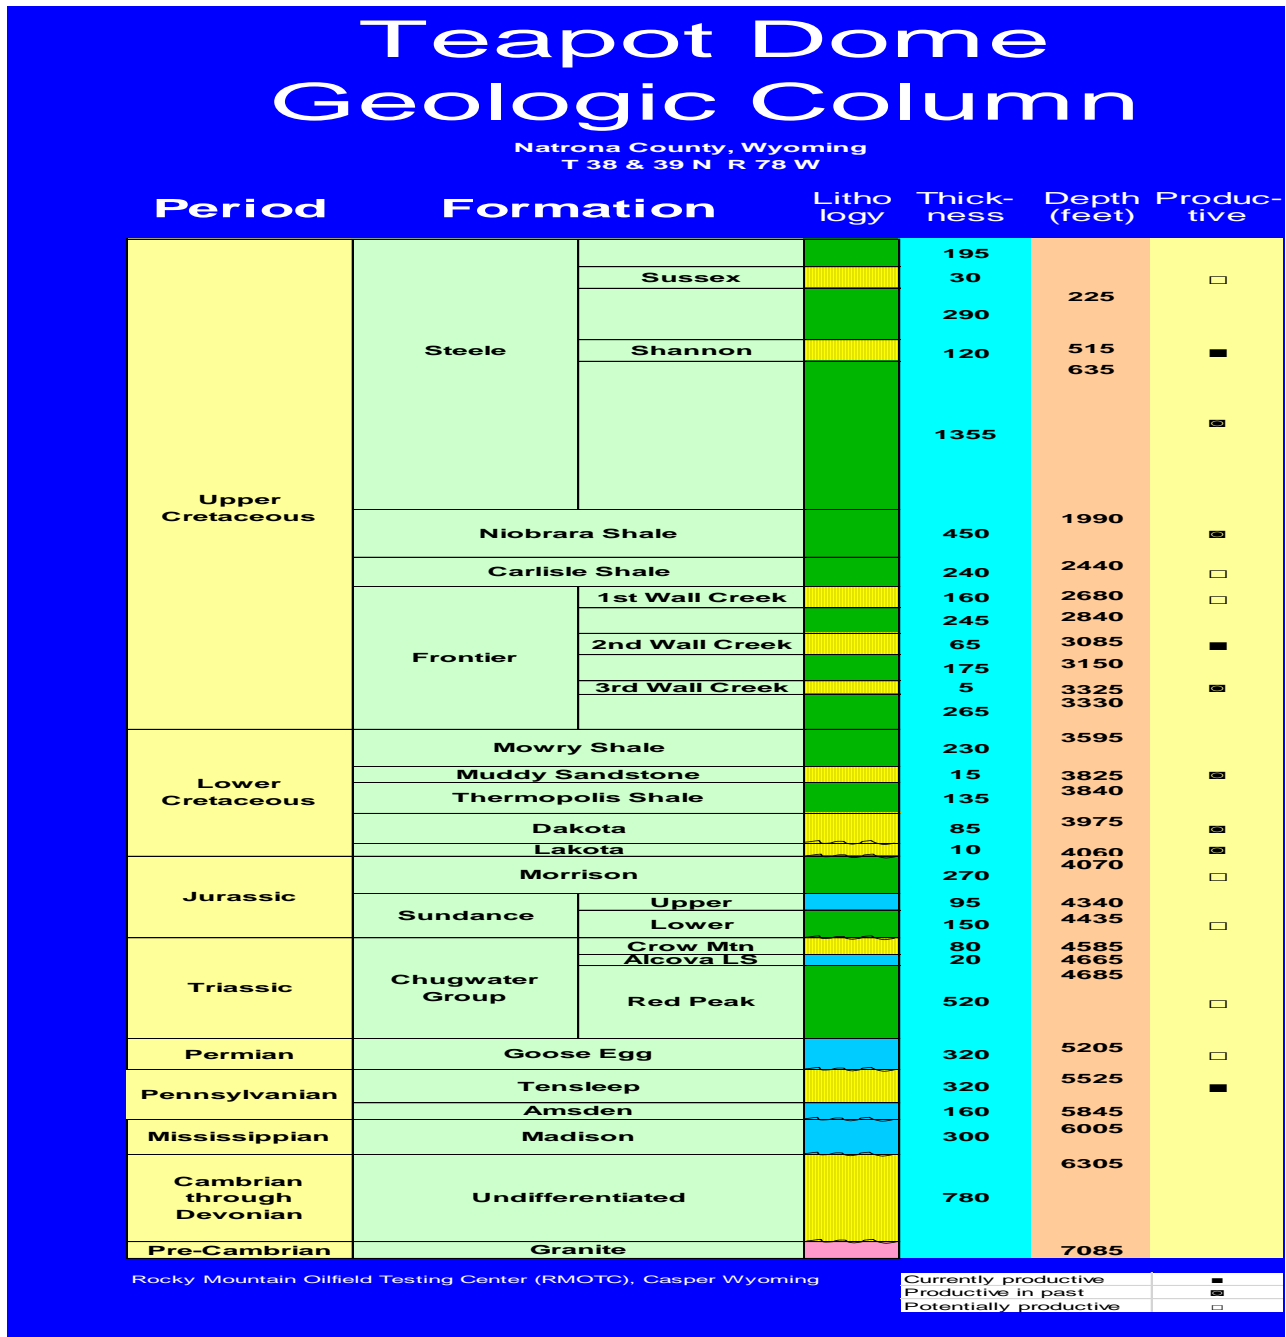 Teapot Dome
Geologic Column
Natrona County, Wyoming
T 38 & 39 N R 78 W
Period Formation Litho logy Thick- ness Depth (feet) Produc- tive
195
Sussex 30
225
290
Steele Shannon 120 515
635
1355
Upper
Cretaceous
1990
Niobrara Shale 450
2440
Carlisle Shale 240
1st Wall Creek 160 2680
2840
245
2nd Wall Creek 65 3085
Frontier
3150
175
3rd Wall Creek 5 3325
3330
265
3595
Mowry Shale 230
Lower
Cretaceous
Muddy Sandstone 15 3825
3840
Thermopolis Shale 135
3975
Dakota 85
Lakota 10 4060
4070
Jurassic
Morrison 270
Sundance
Upper 95 4340
4435
Lower 150
Crow Mtn 80 4585
Alcova LS 20 4665
4685
Triassic
Chugwater
Group
Red Peak 520
5205
Permian Goose Egg 320
5525
Pennsylvanian
Tensleep 320
Amsden 160 5845
6005
Mississippian Madison 300
6305
Cambrian
through
Devonian
Undifferentiated 780
Pre-Cambrian Granite 7085
Rocky Mountain Oilfield Testing Center (RMOTC), Casper Wyoming
Currently productive
Productive in past
Potentially productive